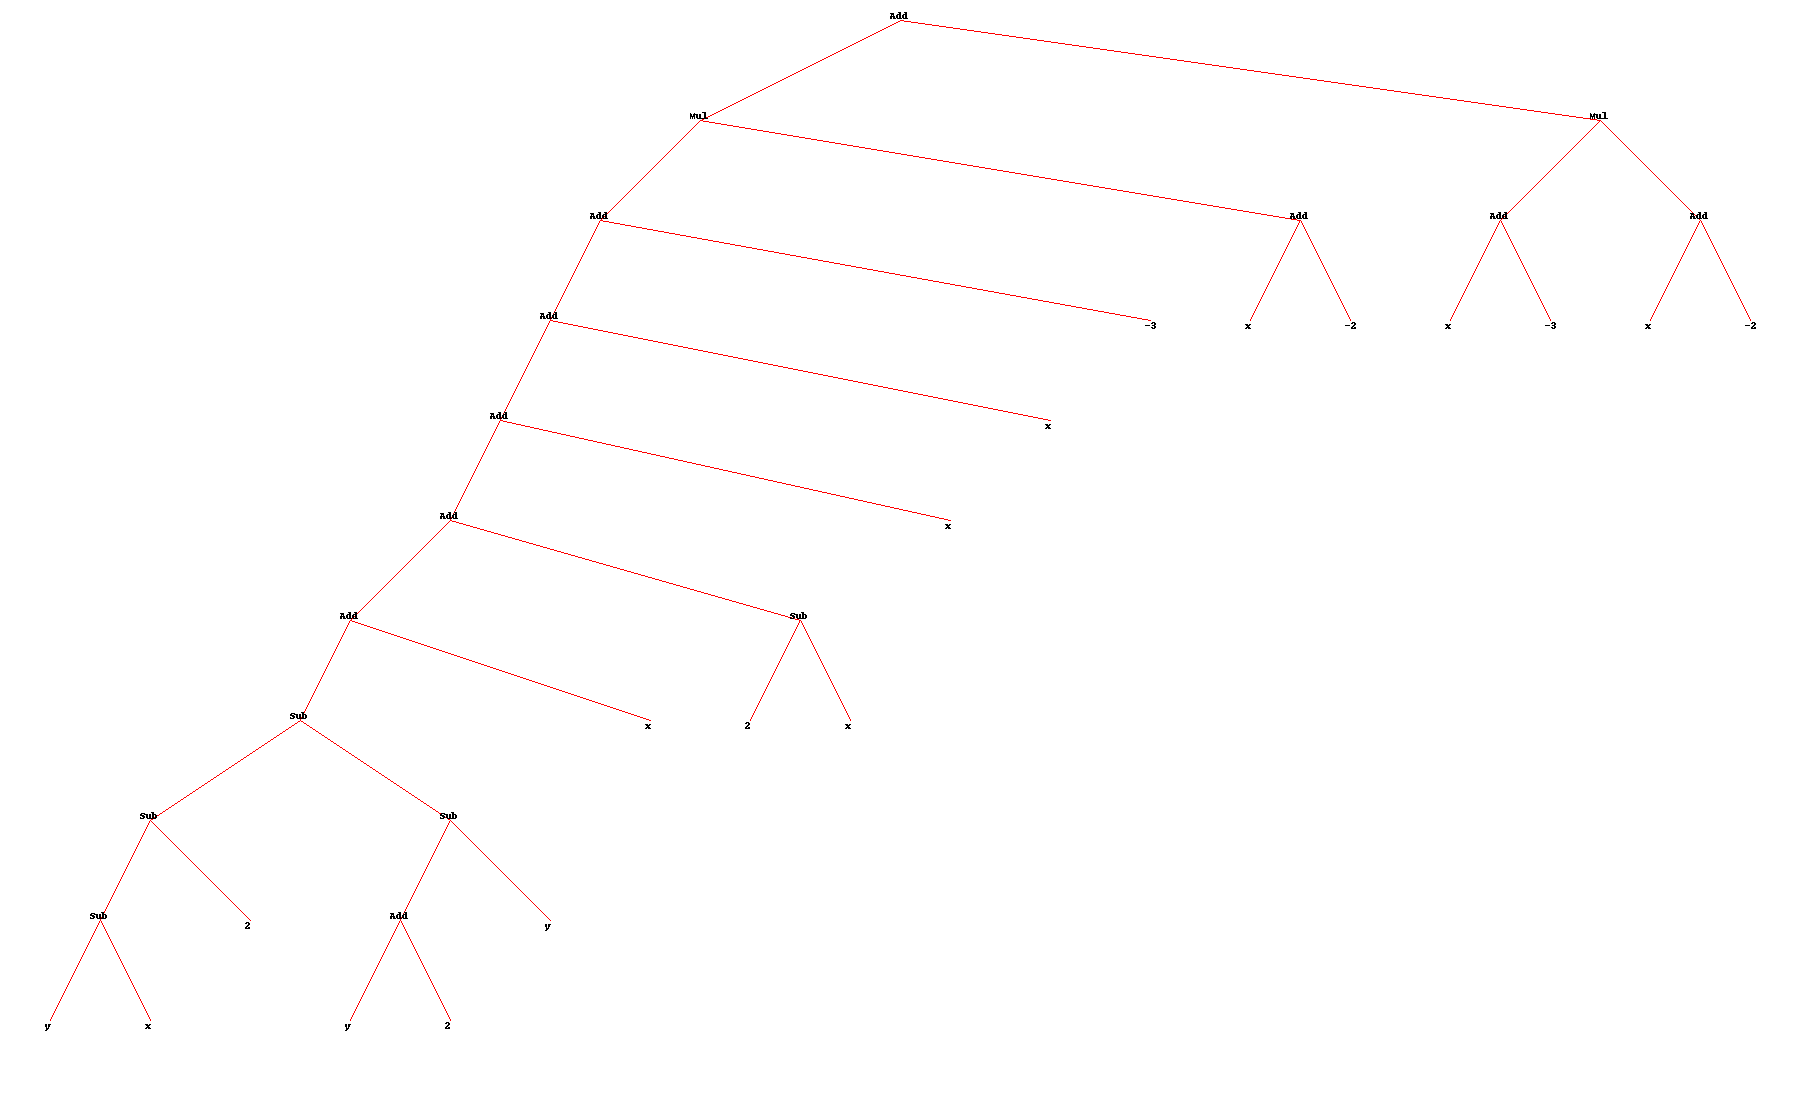 Add
Mul Mul
Add Add Add Add
Add -3 x -2 x -3 x -2
Add x
Add x
Add Sub
Sub x 2 x
Sub Sub
Sub 2 Add y
y x y 2